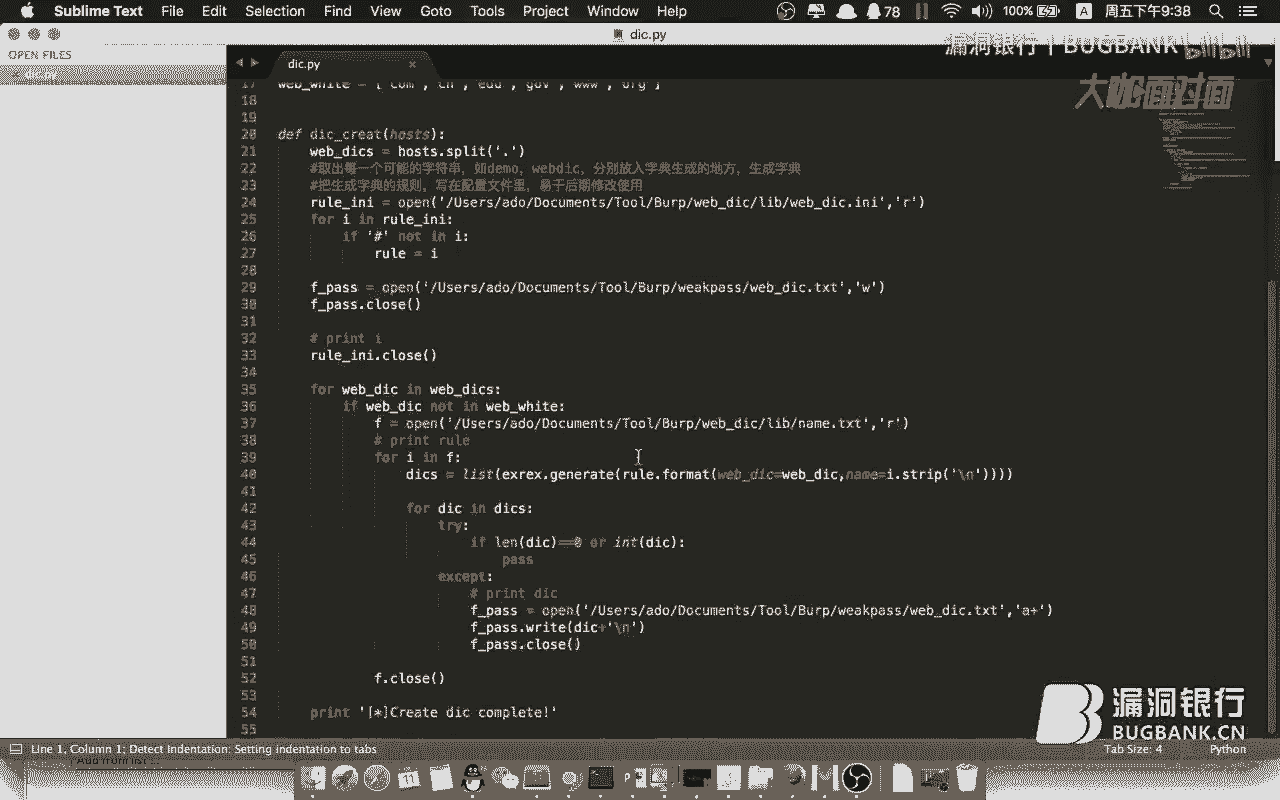 Sublime Text File Edit Selection Find View Goto Tools Project Window Help 78 100% A 周五下午9:38
dic.py
漏洞银行 | BUGBANK bilibili
OPEN FILES
dic.py
dic.py
大咖面对面
17 web_white = ['com','cn','edu','gov','www','org']
18
19
20 def dic_creat(hosts):
21 web_dics = hosts.split('.')
22 #取出每一个可能的字符串，如demo，webdic，分别放入字典生成的地方，生成字典
23 #把生成字典的规则，写在配置文件里，易于后期修改使用
24 rule_ini = open('/Users/ado/Documents/Tool/Burp/web_dic/lib/web_dic.ini','r')
25 for i in rule_ini:
26 if '#' not in i:
27 rule = i
28
29 f_pass = open('/Users/ado/Documents/Tool/Burp/weakpass/web_dic.txt','w')
30 f_pass.close()
31
32 # print i
33 rule_ini.close()
34
35 for web_dic in web_dics:
36 if web_dic not in web_white:
37 f = open('/Users/ado/Documents/Tool/Burp/web_dic/lib/name.txt','r')
38 # print rule
39 for i in f:
40 dics = list(exrex.generate(rule.format(web_dic=web_dic,name=i.strip('\n'))))
41
42 for dic in dics:
43 try:
44 if len(dic)==0 or int(dic):
45 pass
46 except:
47 # print dic
48 f_pass = open('/Users/ado/Documents/Tool/Burp/weakpass/web_dic.txt','a+')
49 f_pass.write(dic+'\n')
50 f_pass.close()
51
52 f.close()
53
54 print '[*]Create dic complete!'
55
漏洞银行
BUGBANK.CN
Line 1, Column 1; Detect Indentation: Setting indentation to tabs Tab Size: 4 Python
Add from list ...
11